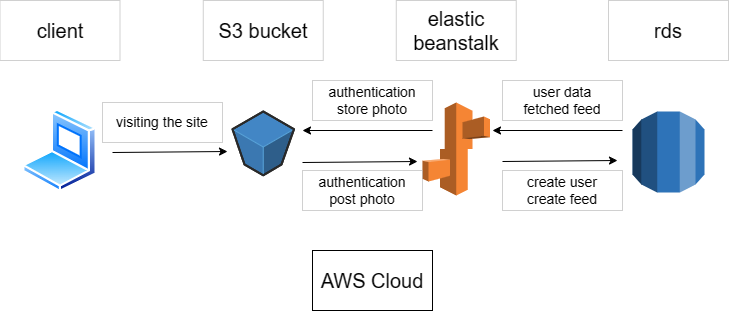 client
S3 bucket
elastic
beanstalk
rds
visiting the site
authentication
store photo
user data
fetched feed
authentication
post photo
create user
create feed
AWS Cloud